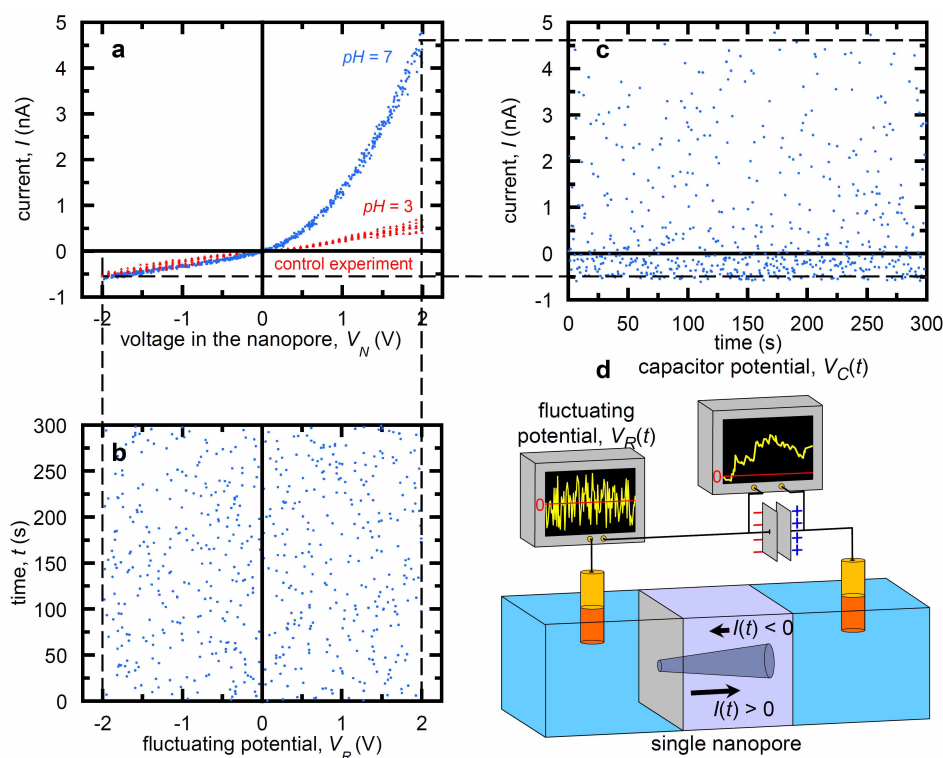 a
pH = 7
pH = 3
control experiment
current, I (nA)
5
4
3
2
1
0
-1
-2
-1
0
1
2
voltage in the nanopore, V_N (V)
c
current, I (nA)
5
4
3
2
1
0
-1
0
50
100
150
200
250
300
time (s)
b
time, t (s)
300
250
200
150
100
50
0
-2
-1
0
1
2
fluctuating potential, V_R (V)
d
capacitor potential, V_C(t)
fluctuating
potential, V_R(t)
0
0
I(t) < 0
I(t) > 0
single nanopore